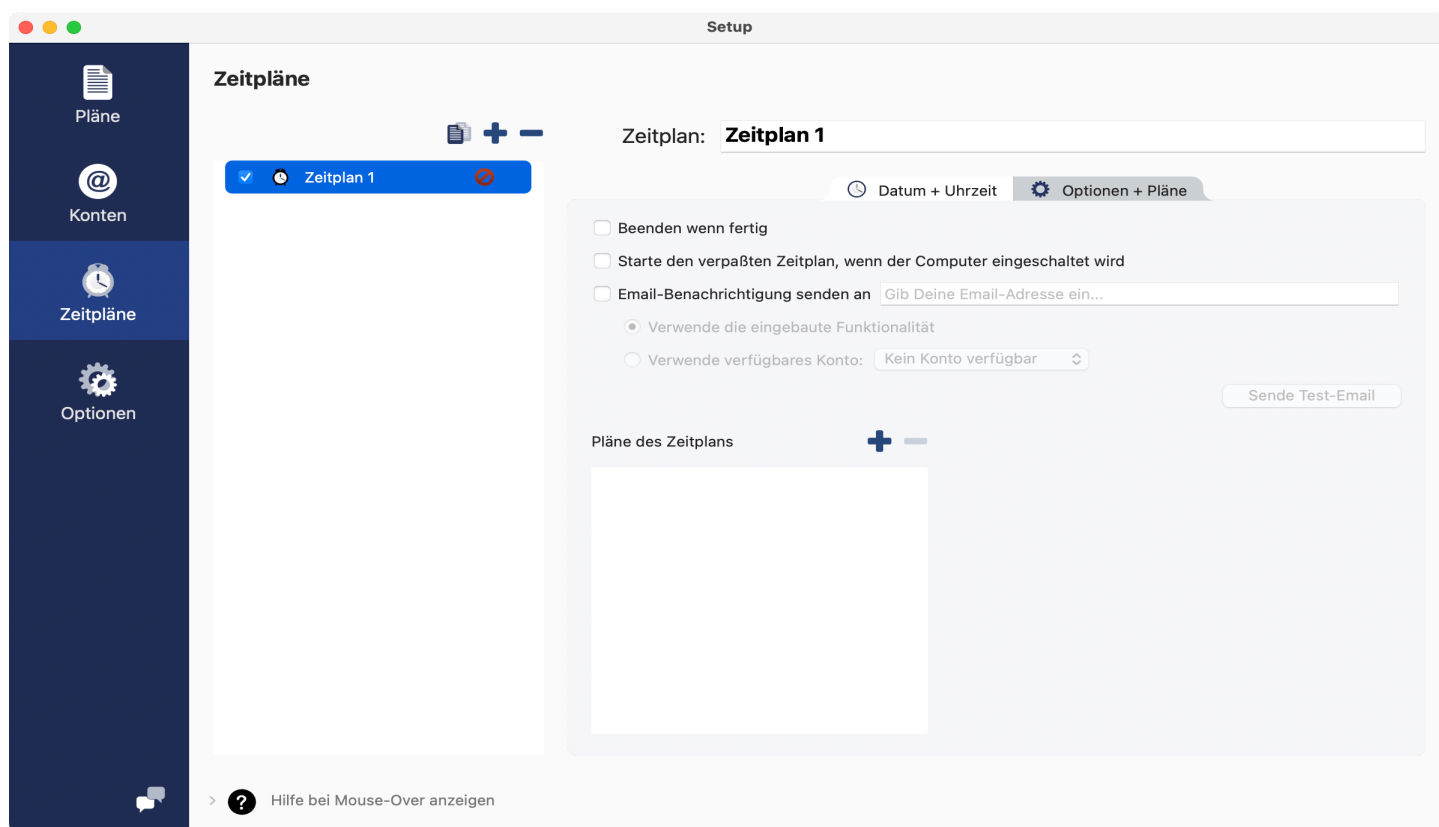 Setup
Pläne
Konten
Zeitpläne
Optionen
Zeitpläne
Zeitplan 1
Zeitplan: Zeitplan 1
Datum + Uhrzeit Optionen + Pläne
Beenden wenn fertig
Starte den verpaßten Zeitplan, wenn der Computer eingeschaltet wird
Email-Benachrichtigung senden an Gib Deine Email-Adresse ein...
Verwende die eingebaute Funktionalität
Verwende verfügbares Konto: Kein Konto verfügbar
Sende Test-Email
Pläne des Zeitplans
? Hilfe bei Mouse-Over anzeigen